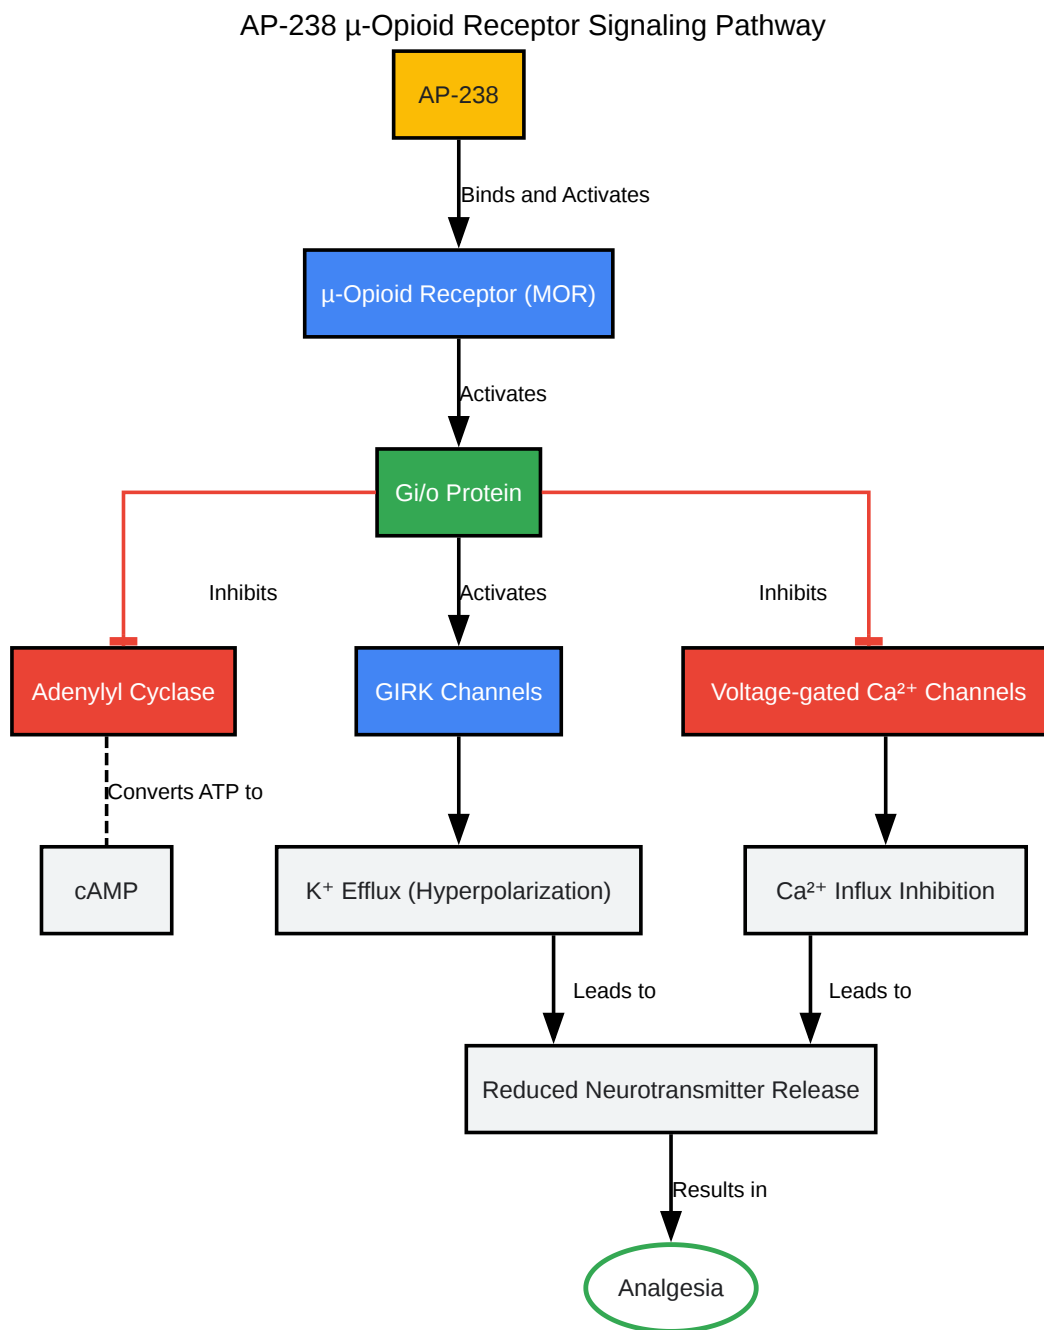 AP-238 µ-Opioid Receptor Signaling Pathway
AP-238
Binds and Activates
µ-Opioid Receptor (MOR)
Activates
Gi/o Protein
Inhibits
Activates
Inhibits
Adenylyl Cyclase
GIRK Channels
Voltage-gated Ca²⁺ Channels
Converts ATP to
cAMP
K⁺ Efflux (Hyperpolarization)
Ca²⁺ Influx Inhibition
Leads to
Leads to
Reduced Neurotransmitter Release
Results in
Analgesia